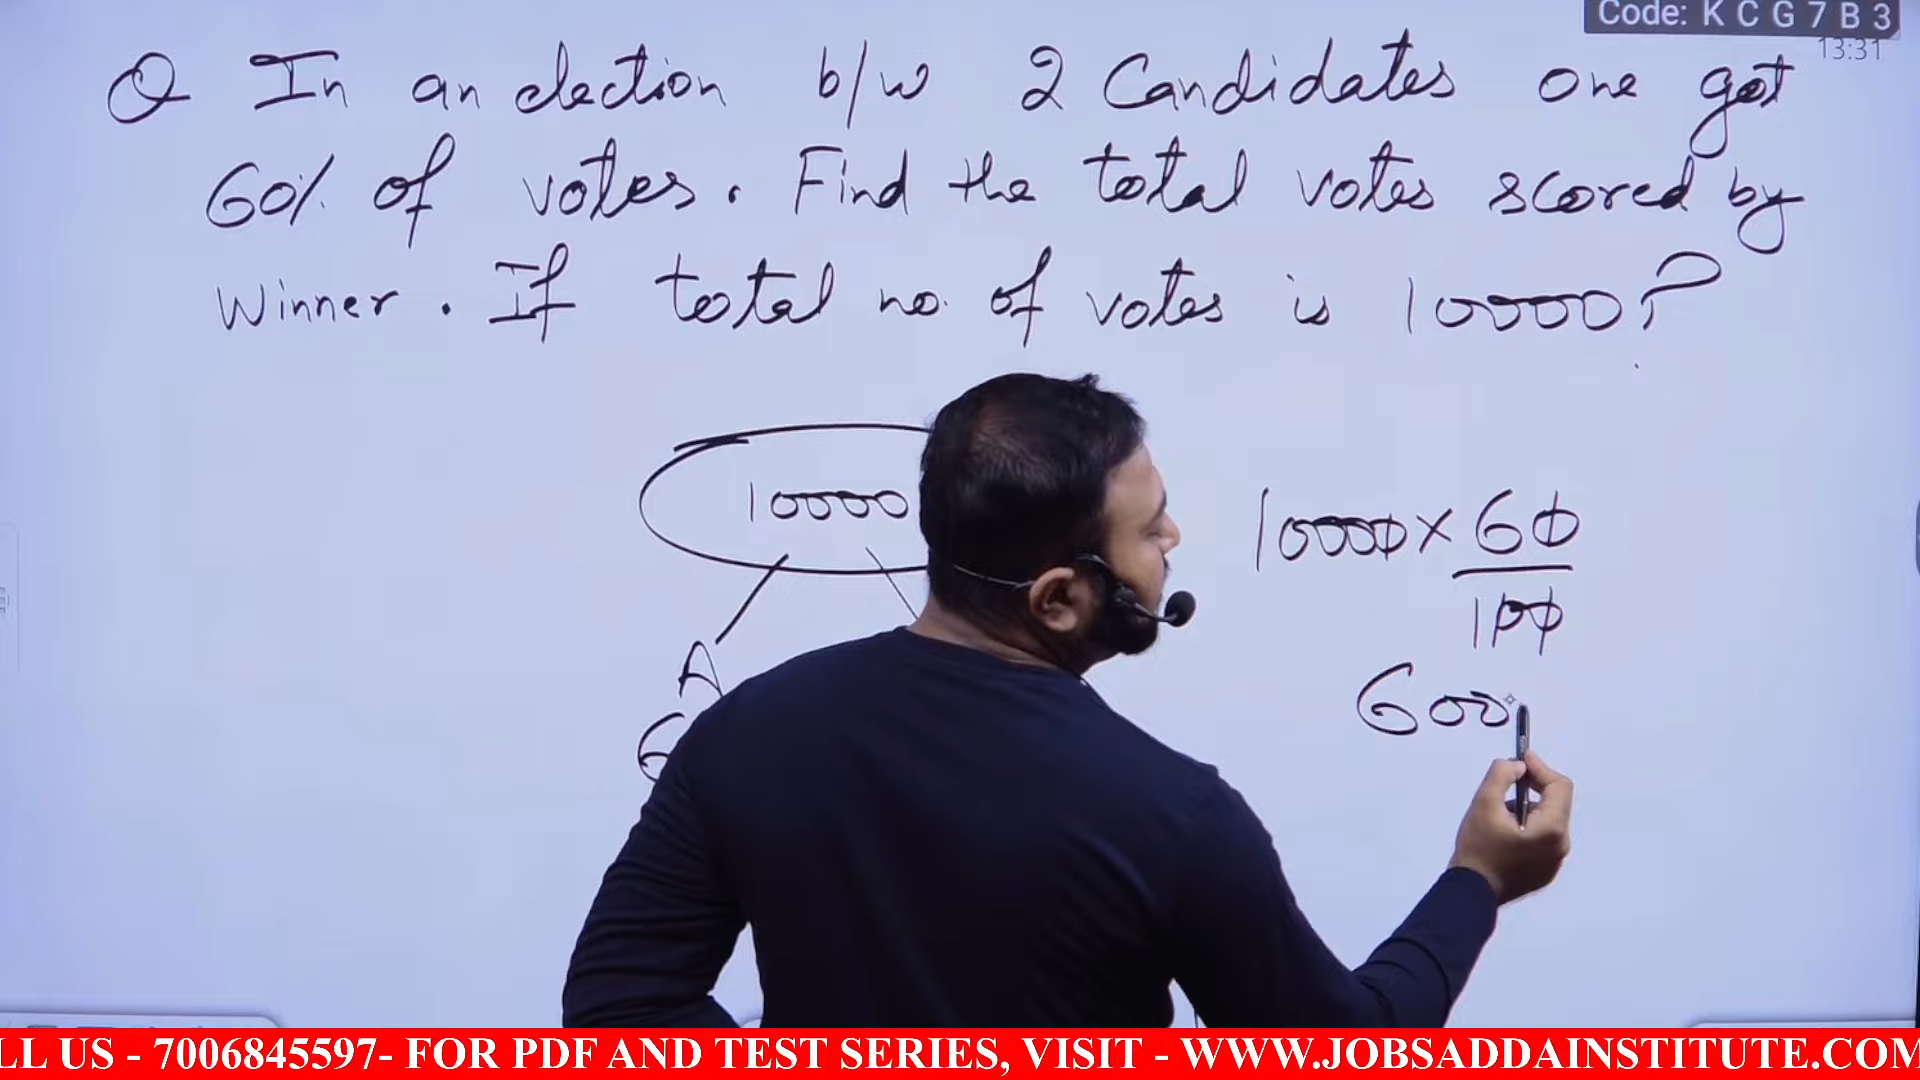 Code: K C G 7 B 3
13:31
Q In an election b/w 2 Candidates one got
60% of votes. Find the total votes scored by
Winner. If total no. of votes is 10000?
10000
10000 × 60
100
A
6
600
LL US - 7006845597- FOR PDF AND TEST SERIES, VISIT - WWW.JOBSADDAINSTITUTE.COM